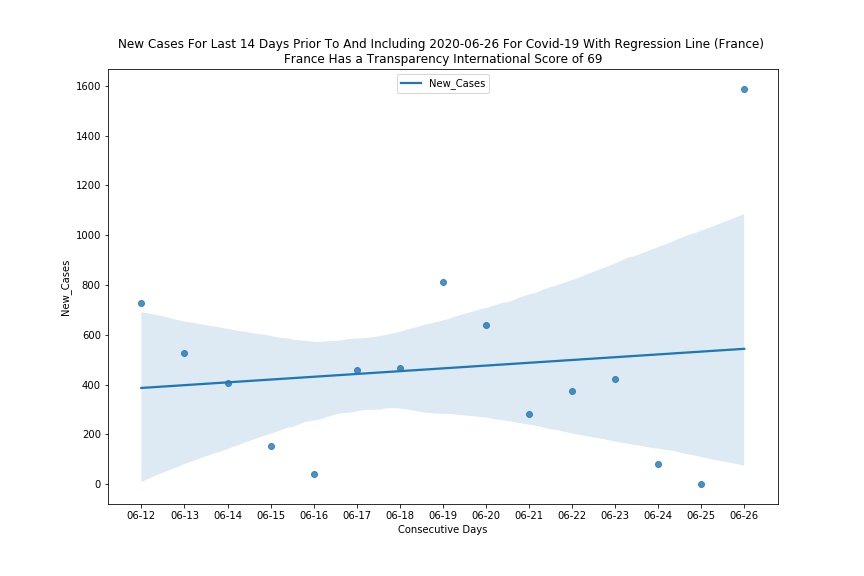 New Cases For Last 14 Days Prior To And Including 2020-06-26 For Covid-19 With Regression Line (France)
France Has a Transparency International Score of 69
New_Cases
1600
1400
1200
1000
800
600
400
200
0
New_Cases
06-12 06-13 06-14 06-15 06-16 06-17 06-18 06-19 06-20 06-21 06-22 06-23 06-24 06-25 06-26
Consecutive Days